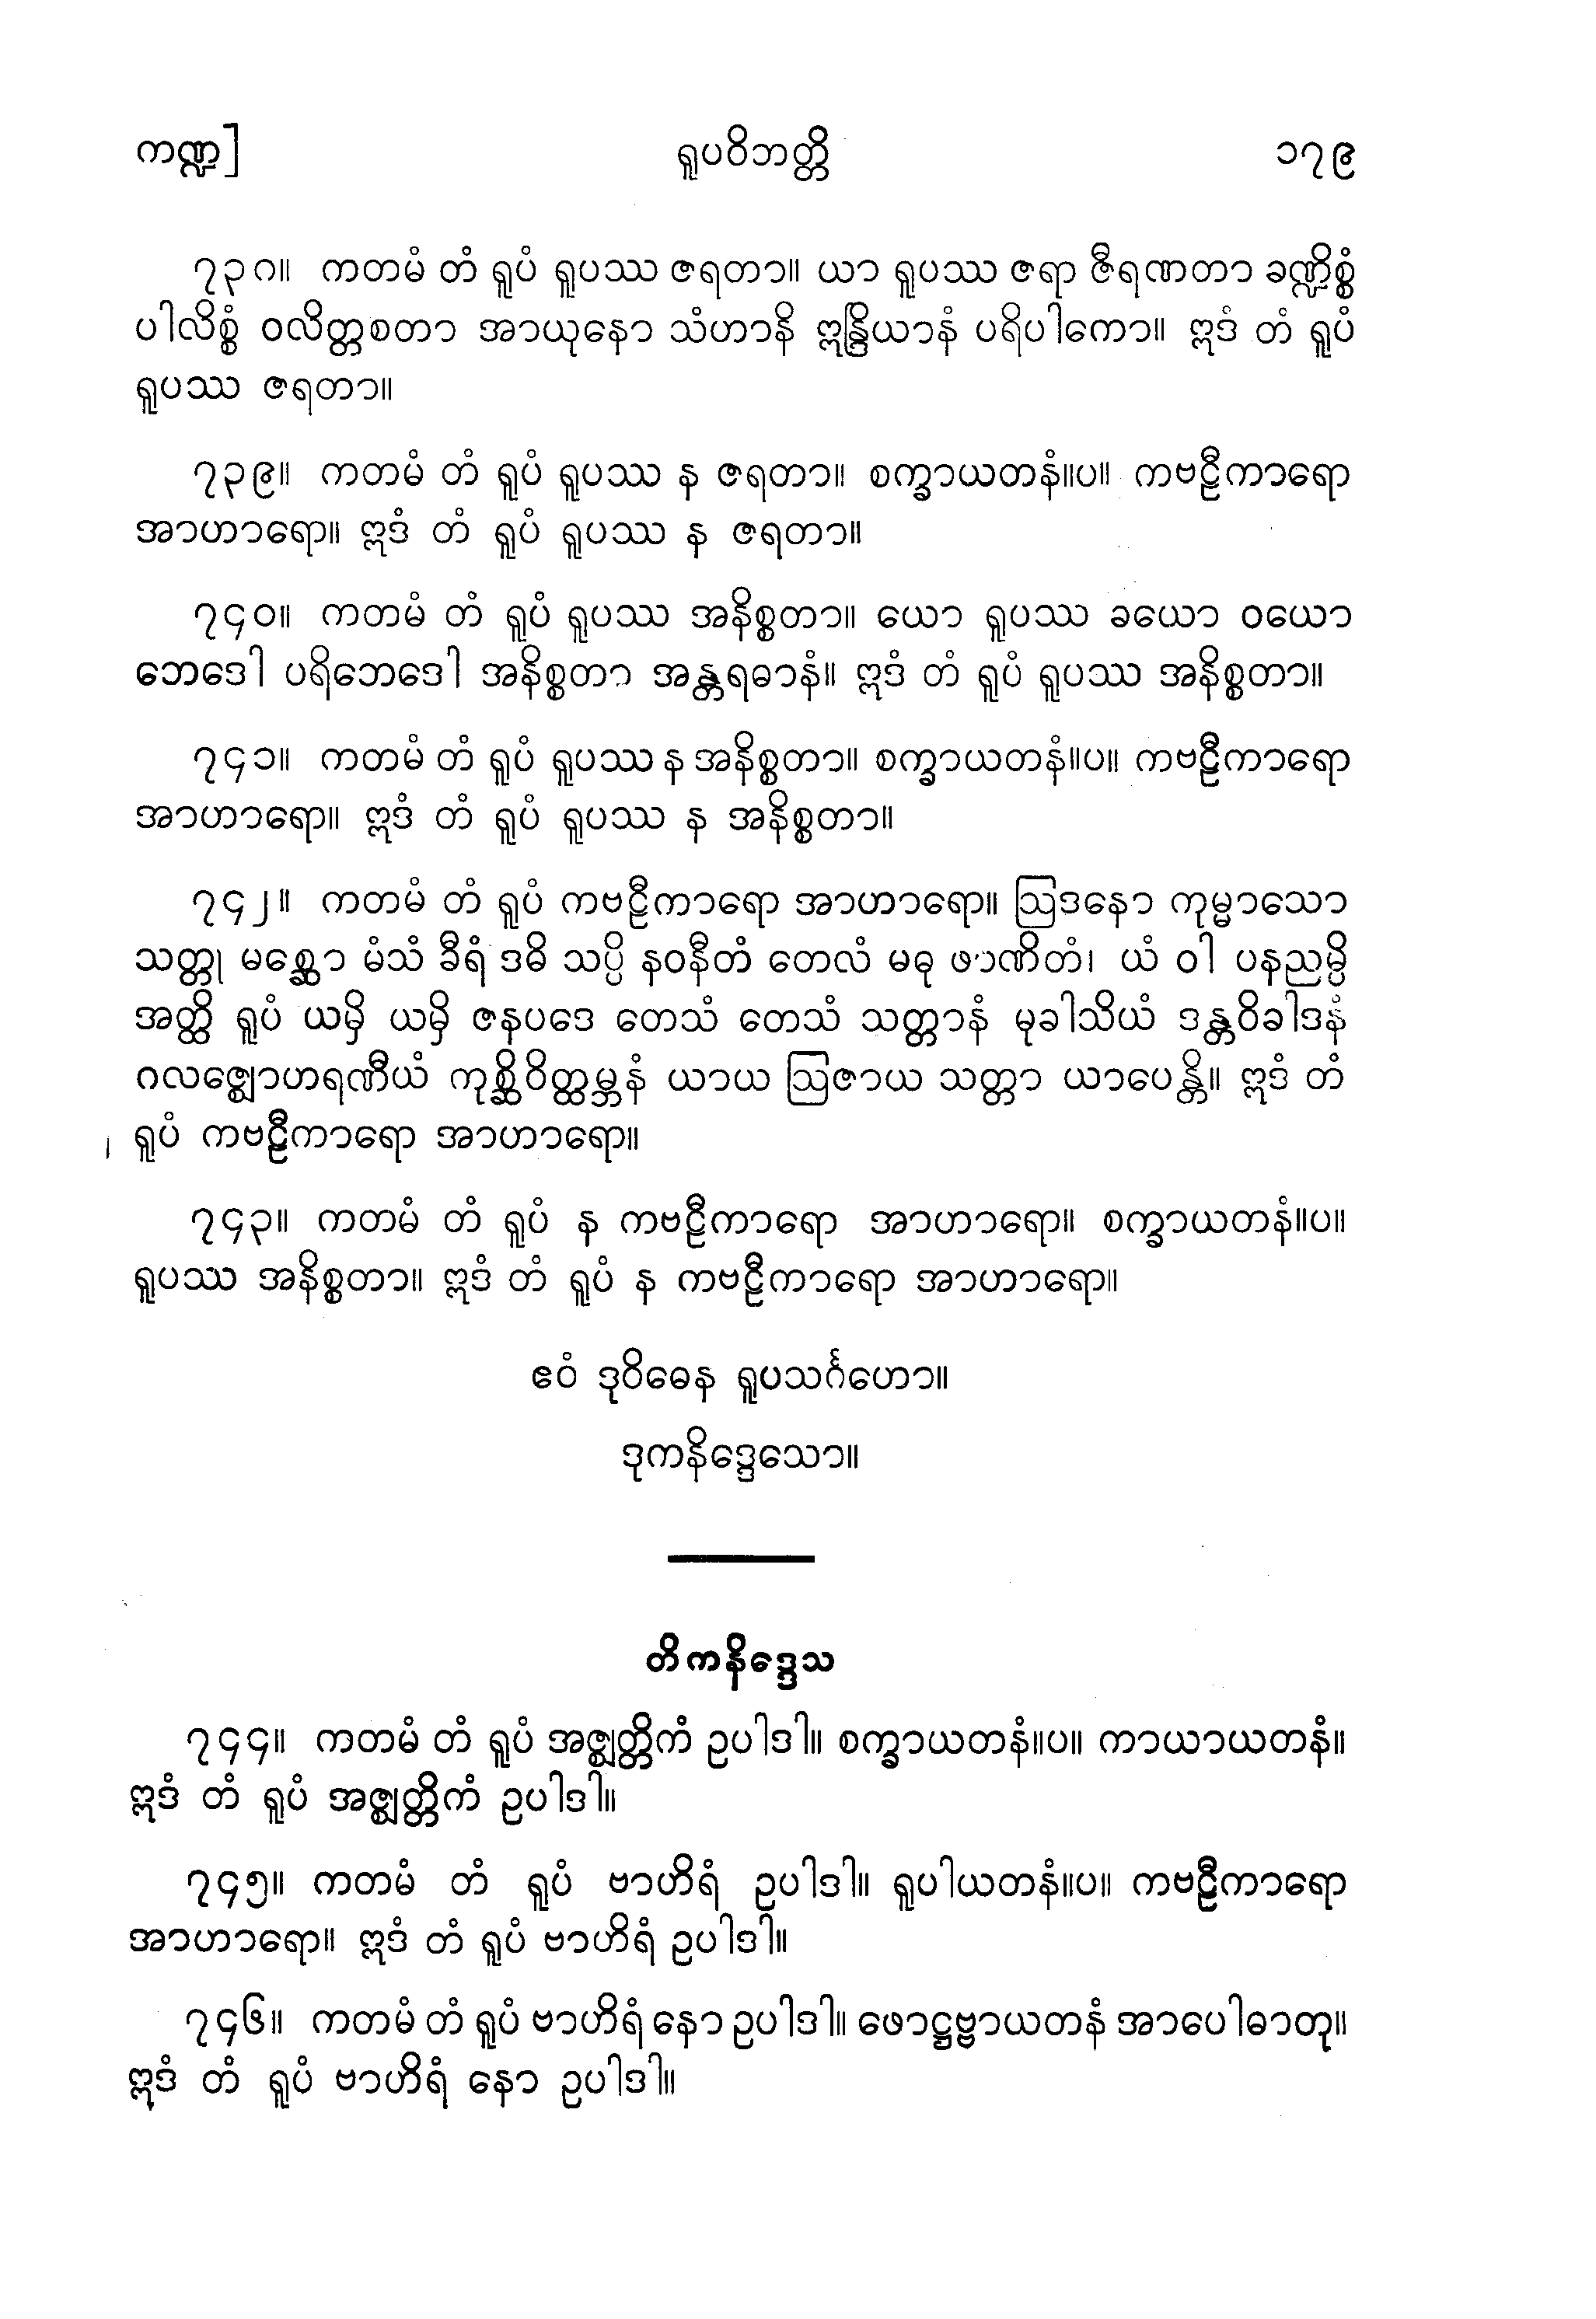 ကဏ္ဍ] ရူပဝိဘတ္တိ ၁၇၉
၇၃၈။ ကတမံ တံ ရူပံ ရူပဿ ဇရတာ။ ယာ ရူပဿ ဇရာ ဇီရဏတာ ခဏ္ဍိစ္စံ
ပါလိစ္စံ ဝလိတ္တစတာ အာယုနော သံဟာနိ ဣန္ဒြိယာနံ ပရိပါကော။ ဣဒံ တံ ရူပံ
ရူပဿ ဇရတာ။
၇၃၉။ ကတမံ တံ ရူပံ ရူပဿ န ဇရတာ။ စက္ခာယတနံ။ပ။ ကဗဠီကာရော
အာဟာရော။ ဣဒံ တံ ရူပံ ရူပဿ န ဇရတာ။
၇၄၀။ ကတမံ တံ ရူပံ ရူပဿ အနိစ္စတာ။ ယော ရူပဿ ခယော ဝယော
ဘေဒေါ ပရိဘေဒေါ အနိစ္စတာ အန္တရဓာနံ။ ဣဒံ တံ ရူပံ ရူပဿ အနိစ္စတာ။
၇၄၁။ ကတမံ တံ ရူပံ ရူပဿ န အနိစ္စတာ။ စက္ခာယတနံ။ပ။ ကဗဠီကာရော
အာဟာရော။ ဣဒံ တံ ရူပံ ရူပဿ န အနိစ္စတာ။
၇၄၂။ ကတမံ တံ ရူပံ ကဗဠီကာရော အာဟာရော။ ဩဒနော ကုမ္မာသော
သတ္တု မစ္ဆော မံသံ ခီရံ ဒဓိ သပ္ပိ နဝနီတံ တေလံ မဓု ဖာဏိတံ၊ ယံ ဝါ ပနညမ္ပိ
အတ္ထိ ရူပံ ယမှိ ယမှိ ဇနပဒေ တေသံ တေသံ သတ္တာနံ မုခါသိယံ ဒန္တဝိခါဒနံ
ဂလဇ္ဈောဟရဏီယံ ကုစ္ဆိဝိတ္ထမ္ဘနံ ယာယ ဩဇာယ သတ္တာ ယာပေန္တိ။ ဣဒံ တံ
ရူပံ ကဗဠီကာရော အာဟာရော။
၇၄၃။ ကတမံ တံ ရူပံ န ကဗဠီကာရော အာဟာရော။ စက္ခာယတနံ။ပ။
ရူပဿ အနိစ္စတာ။ ဣဒံ တံ ရူပံ န ကဗဠီကာရော အာဟာရော။
ဧဝံ ဒုဝိဓေန ရူပသင်္ဂဟော။
ဒုကနိဒ္ဒေသော။
တိကနိဒ္ဒေသ
၇၄၄။ ကတမံ တံ ရူပံ အဇ္ဈတ္တိကံ ဥပါဒါ။ စက္ခာယတနံ။ပ။ ကာယာယတနံ။
ဣဒံ တံ ရူပံ အဇ္ဈတ္တိကံ ဥပါဒါ။
၇၄၅။ ကတမံ တံ ရူပံ ဗာဟိရံ ဥပါဒါ။ ရူပါယတနံ။ပ။ ကဗဠီကာရော
အာဟာရော။ ဣဒံ တံ ရူပံ ဗာဟိရံ ဥပါဒါ။
၇၄၆။ ကတမံ တံ ရူပံ ဗာဟိရံ နော ဥပါဒါ။ ဖောဋ္ဌဗ္ဗာယတနံ အာပေါဓာတု။
ဣဒံ တံ ရူပံ ဗာဟိရံ နော ဥပါဒါ။